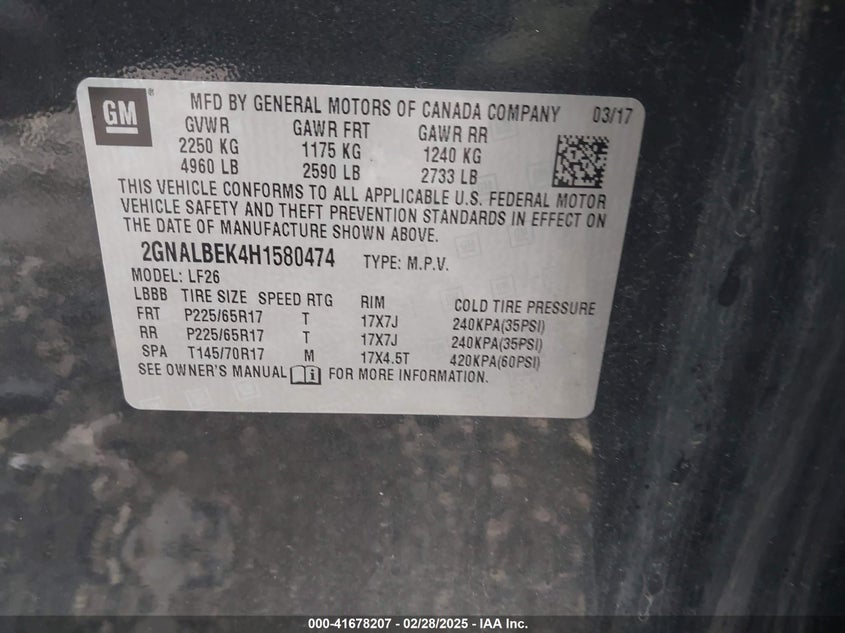 GM ® MFD BY GENERAL MOTORS OF CANADA COMPANY 03/17
GVWR GAWR FRT GAWR RR
2250 KG 1175 KG 1240 KG
4960 LB 2590 LB 2733 LB
THIS VEHICLE CONFORMS TO ALL APPLICABLE U.S. FEDERAL MOTOR
VEHICLE SAFETY AND THEFT PREVENTION STANDARDS IN EFFECT ON
THE DATE OF MANUFACTURE SHOWN ABOVE.
2GNALBEK4H1580474 TYPE: M.P.V.
MODEL: LF26
LBBB TIRE SIZE SPEED RTG RIM COLD TIRE PRESSURE
FRT P225/65R17 T 17X7J 240KPA(35PSI)
RR P225/65R17 T 17X7J 240KPA(35PSI)
SPA T145/70R17 M 17X4.5T 420KPA(60PSI)
SEE OWNER'S MANUAL i FOR MORE INFORMATION.
000-41678207 - 02/28/2025 - IAA Inc.